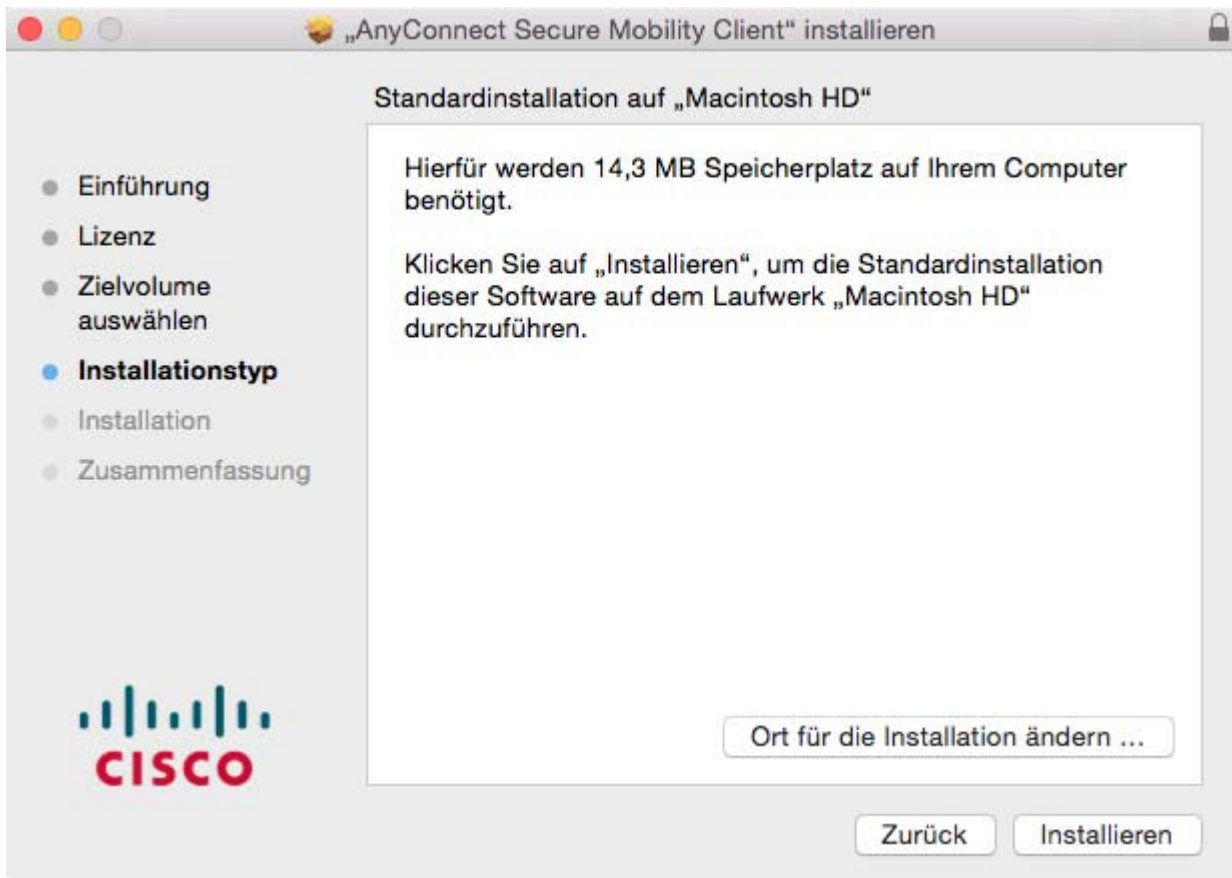 „AnyConnect Secure Mobility Client“ installieren
Standardinstallation auf „Macintosh HD“
Einführung
Lizenz
Zielvolume
auswählen
Installationstyp
Installation
Zusammenfassung
Hierfür werden 14,3 MB Speicherplatz auf Ihrem Computer
benötigt.
Klicken Sie auf „Installieren“, um die Standardinstallation
dieser Software auf dem Laufwerk „Macintosh HD“
durchzuführen.
Ort für die Installation ändern ...
CISCO
Zurück
Installieren